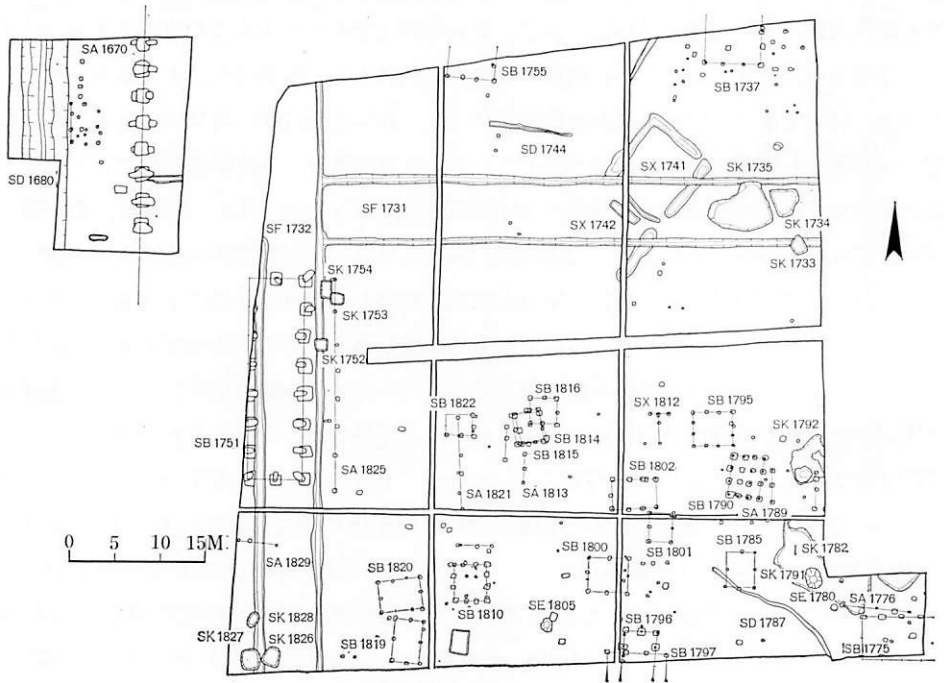 SA 1670
SB 1755
SB 1737
SD 1744
SX 1741
SK 1735
SD 1680
SF 1731
SF 1732
SX 1742
SK 1734
SK 1733
SK 1754
SK 1753
SK 1752
SB 1816
SB 1822
SX 1812
SB 1795
SK 1792
SB 1814
SB 1751
SB 1815
SB 1802
SA 1825
SA 1821
SA 1813
SB 1790
SA 1789
0 5 10 15M.
SB 1800
SB 1801
SB 1785
SK 1782
SA 1829
SB 1820
SK 1791
SE 1780
SA 1776
SB 1810
SE 1805
SK 1828
SB 1796
SD 1787
SK 1827
SK 1826
SB 1819
SB 1797
SB 1775